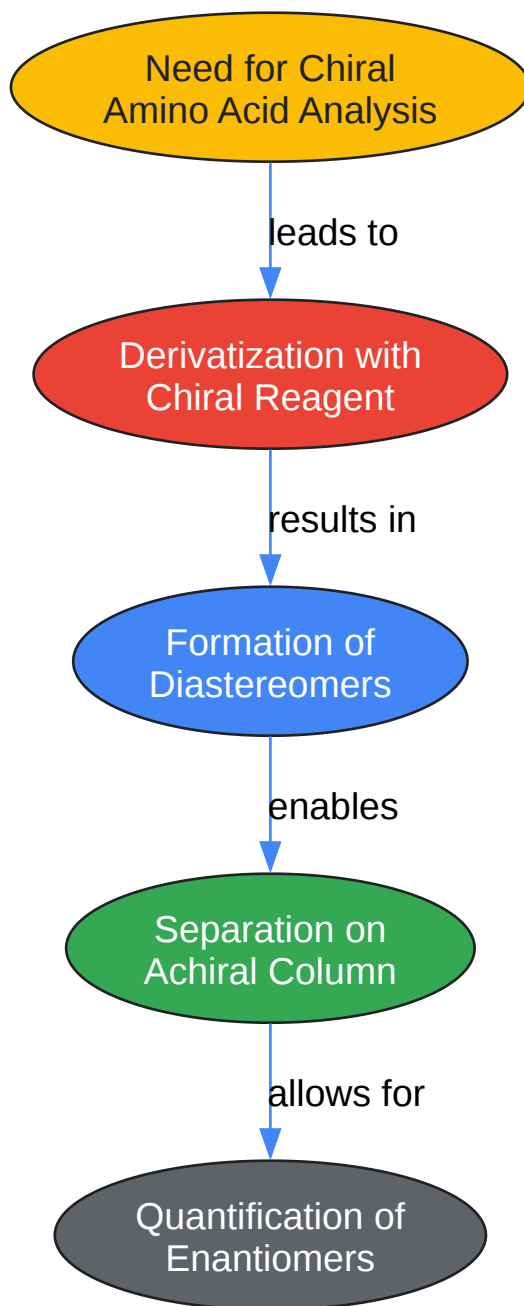 Need for Chiral
Amino Acid Analysis
leads to
Derivatization with
Chiral Reagent
results in
Formation of
Diastereomers
enables
Separation on
Achiral Column
allows for
Quantification of
Enantiomers